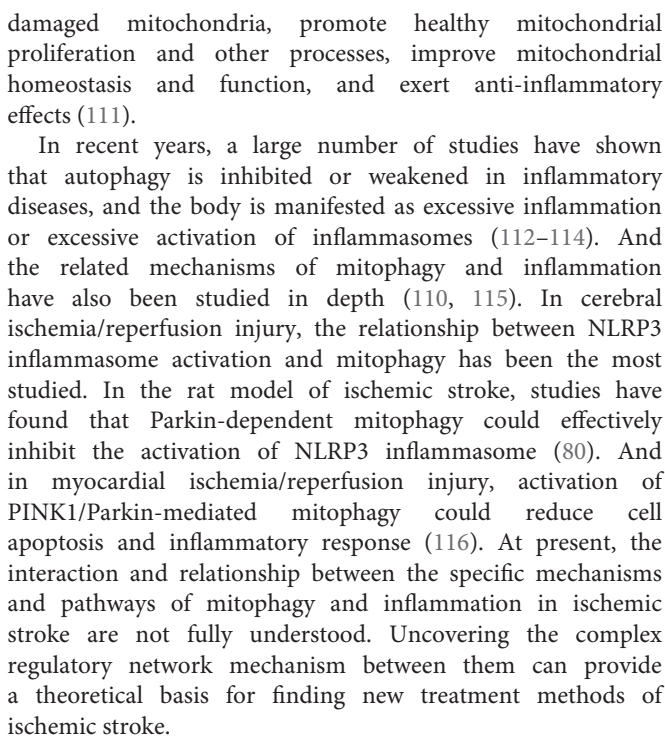 damaged mitochondria, promote healthy mitochondrial
proliferation and other processes, improve mitochondrial
homeostasis and function, and exert anti-inflammatory
effects (111).
In recent years, a large number of studies have shown
that autophagy is inhibited or weakened in inflammatory
diseases, and the body is manifested as excessive inflammation
or excessive activation of inflammasomes (112–114). And
the related mechanisms of mitophagy and inflammation
have also been studied in depth (110, 115). In cerebral
ischemia/reperfusion injury, the relationship between NLRP3
inflammasome activation and mitophagy has been the most
studied. In the rat model of ischemic stroke, studies have
found that Parkin-dependent mitophagy could effectively
inhibit the activation of NLRP3 inflammasome (80). And
in myocardial ischemia/reperfusion injury, activation of
PINK1/Parkin-mediated mitophagy could reduce cell
apoptosis and inflammatory response (116). At present, the
interaction and relationship between the specific mechanisms
and pathways of mitophagy and inflammation in ischemic
stroke are not fully understood. Uncovering the complex
regulatory network mechanism between them can provide
a theoretical basis for finding new treatment methods of
ischemic stroke.